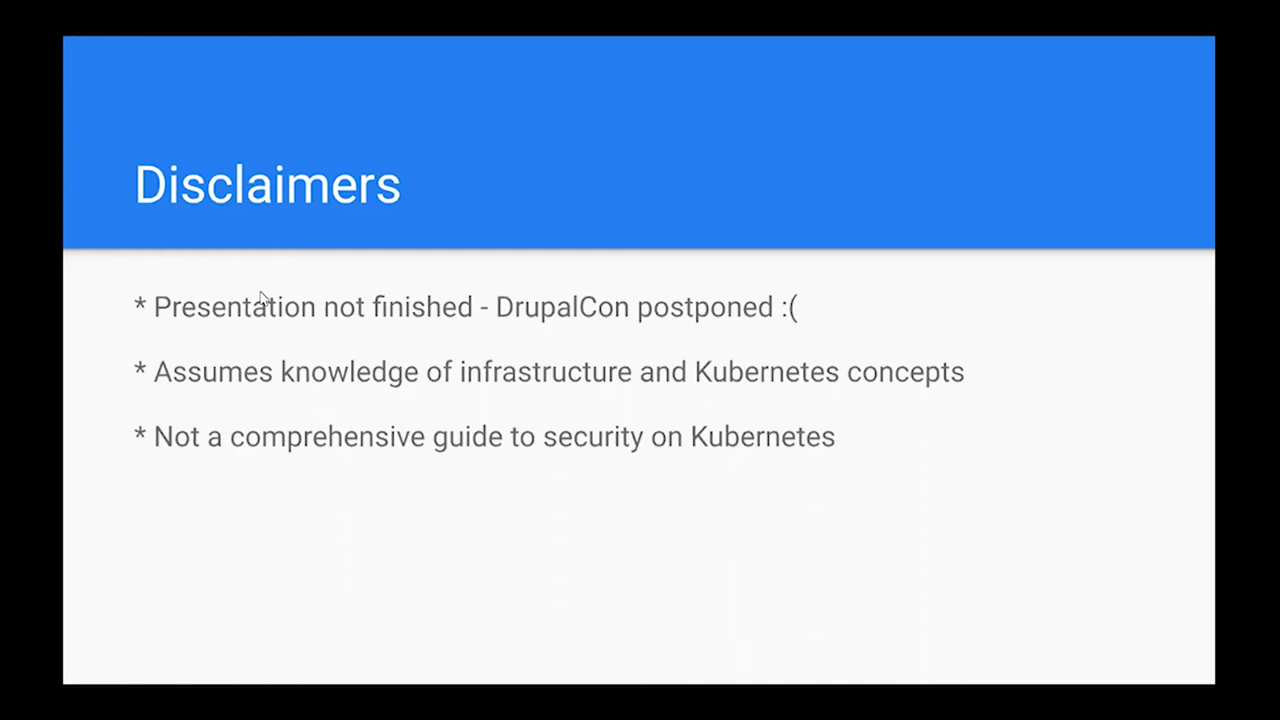 Disclaimers
* Presentation not finished - DrupalCon postponed :(
* Assumes knowledge of infrastructure and Kubernetes concepts
* Not a comprehensive guide to security on Kubernetes